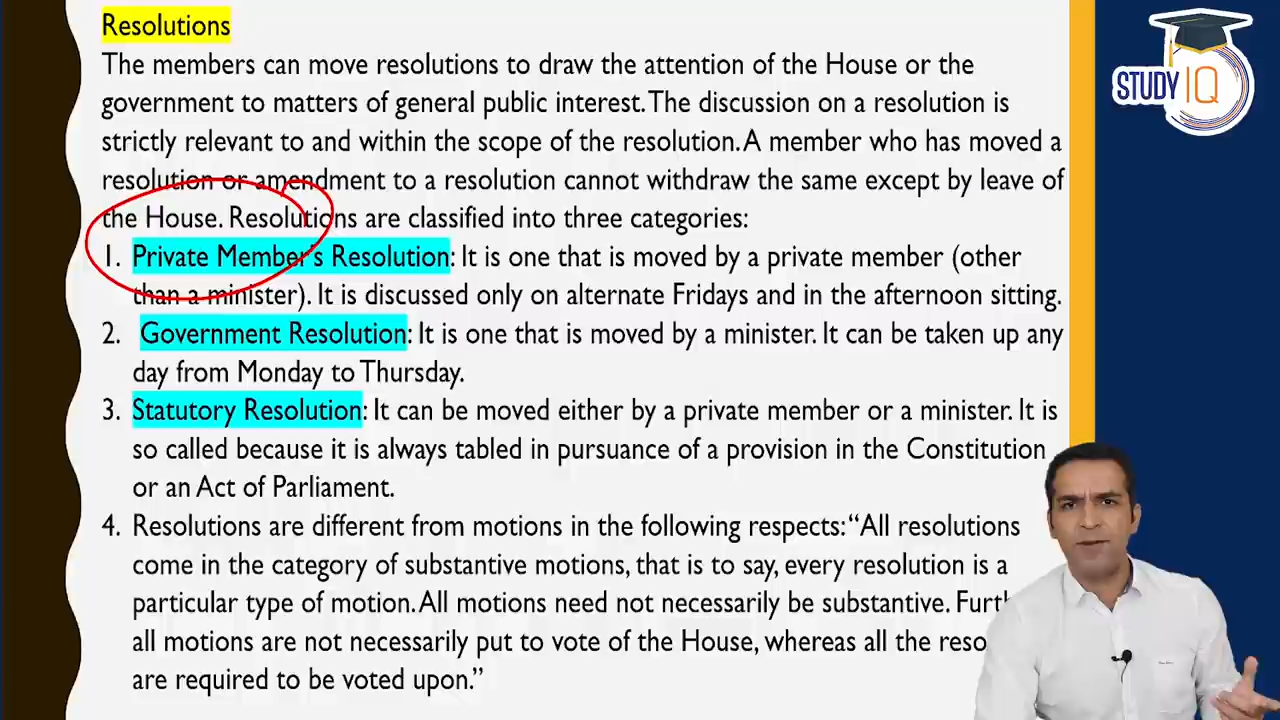 Resolutions
The members can move resolutions to draw the attention of the House or the
government to matters of general public interest. The discussion on a resolution is
strictly relevant to and within the scope of the resolution. A member who has moved a
resolution or amendment to a resolution cannot withdraw the same except by leave of
the House. Resolutions are classified into three categories:
1. Private Member's Resolution: It is one that is moved by a private member (other
than a minister). It is discussed only on alternate Fridays and in the afternoon sitting.
2. Government Resolution: It is one that is moved by a minister. It can be taken up any
day from Monday to Thursday.
3. Statutory Resolution: It can be moved either by a private member or a minister. It is
so called because it is always tabled in pursuance of a provision in the Constitution
or an Act of Parliament.
4. Resolutions are different from motions in the following respects: “All resolutions
come in the category of substantive motions, that is to say, every resolution is a
particular type of motion. All motions need not necessarily be substantive.
all motions are not necessarily put to vote of the House, whereas all the
are required to be voted upon.”
STUDY IQ